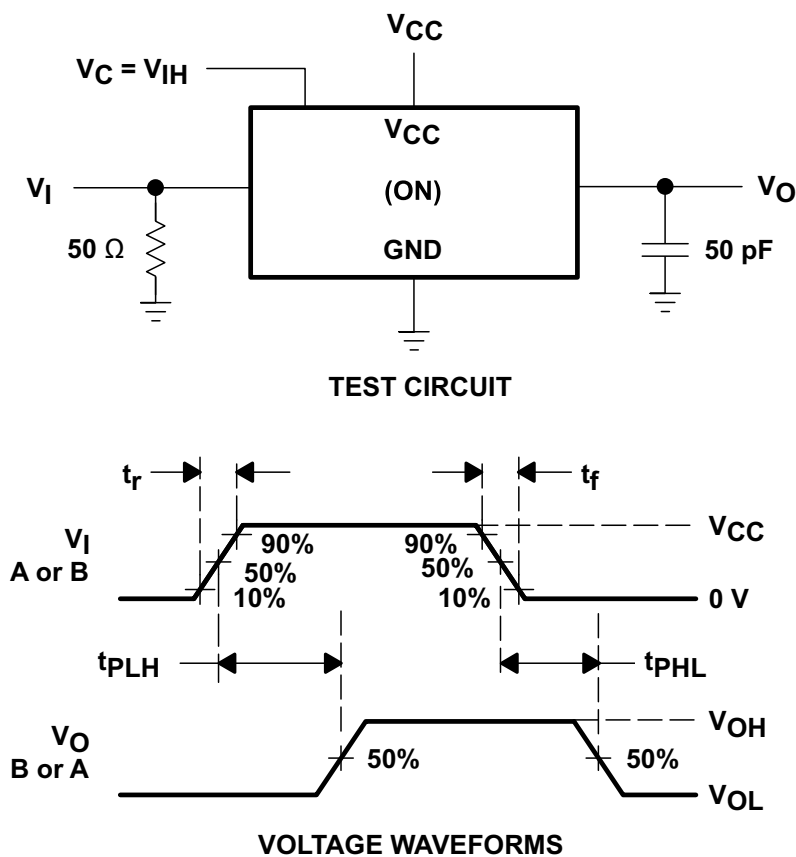 VCC
VC = VIH
VCC
VI
(ON)
VO
50 Ω
GND
50 pF
TEST CIRCUIT
tr
tf
VI
A or B
90%
90%
VCC
50%
50%
10%
10%
0 V
tPLH
tPHL
VO
B or A
VOH
50%
50%
VOL
VOLTAGE WAVEFORMS